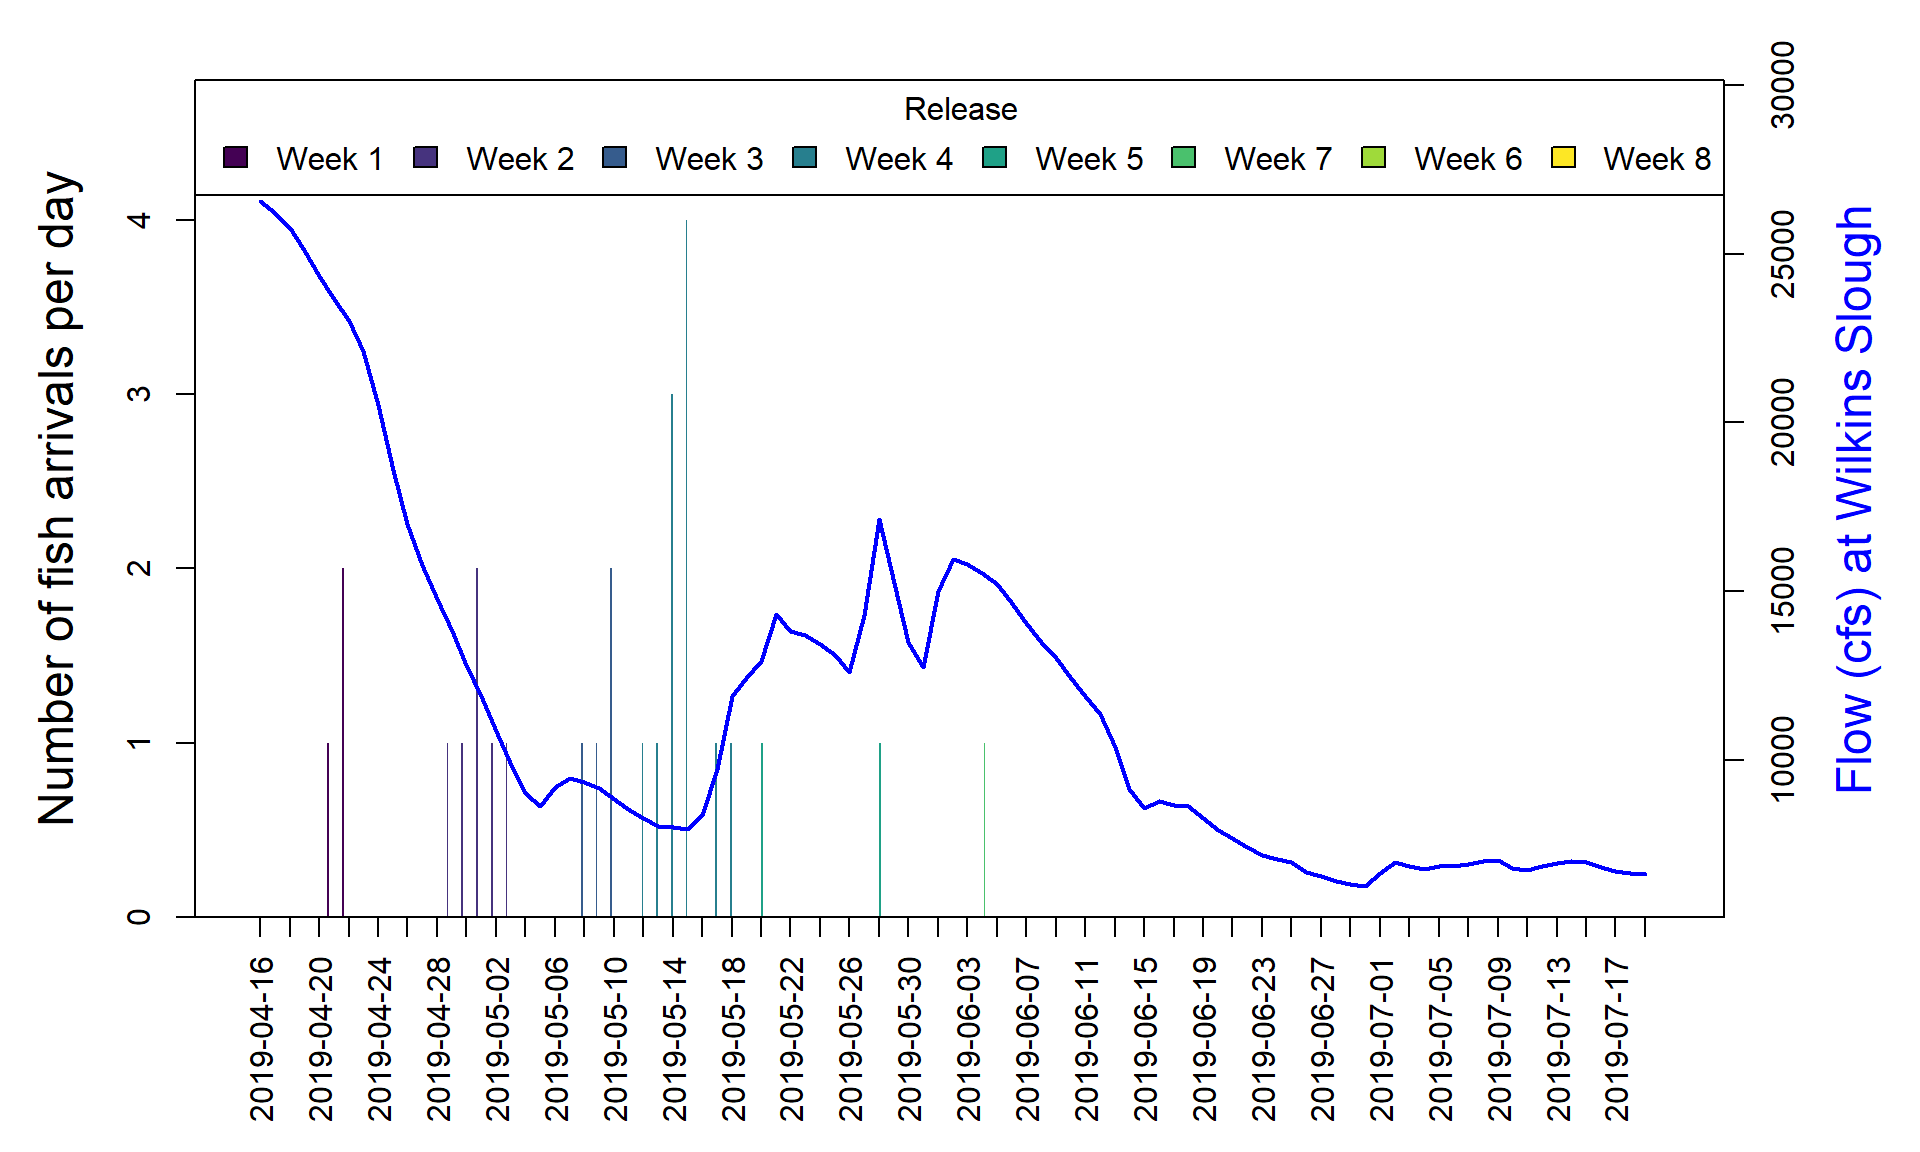 Release
Week 1 Week 2 Week 3 Week 4 Week 5 Week 7 Week 6 Week 8
Number of fish arrivals per day
0 1 2 3 4
Flow (cfs) at Wilkins Slough
10000 15000 20000 25000 30000
2019-04-16 2019-04-20 2019-04-24 2019-04-28 2019-05-02 2019-05-06 2019-05-10 2019-05-14 2019-05-18 2019-05-22 2019-05-26 2019-05-30 2019-06-03 2019-06-07 2019-06-11 2019-06-15 2019-06-19 2019-06-23 2019-06-27 2019-07-01 2019-07-05 2019-07-09 2019-07-13 2019-07-17